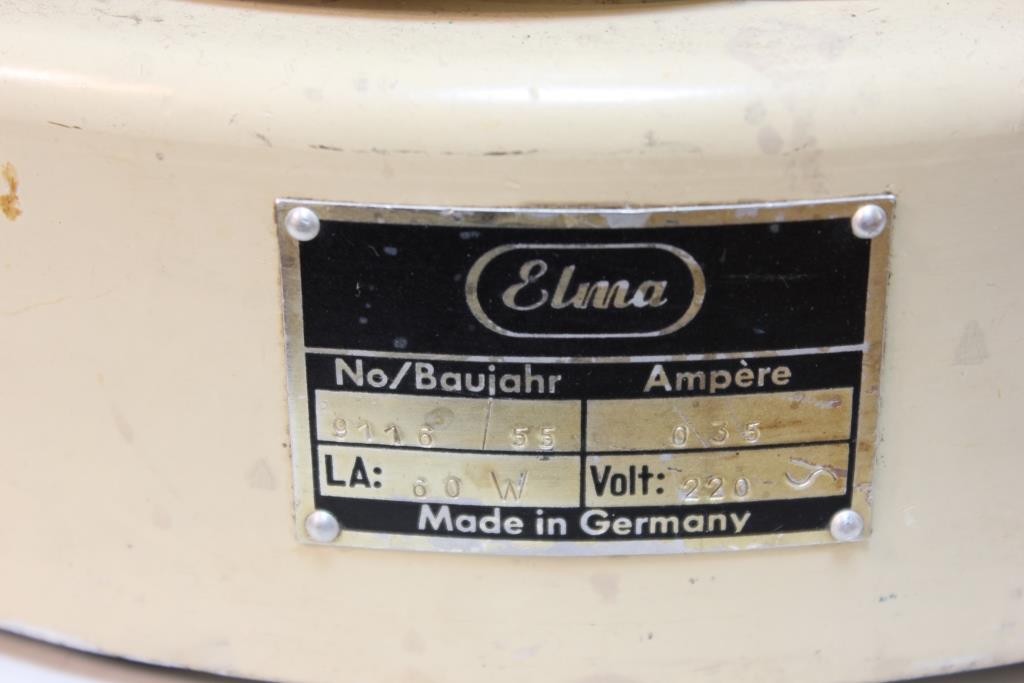 Elma
No/Baujahr Ampère
9116 / 55 0 35
LA: 60 W Volt: 220 ∿
Made in Germany